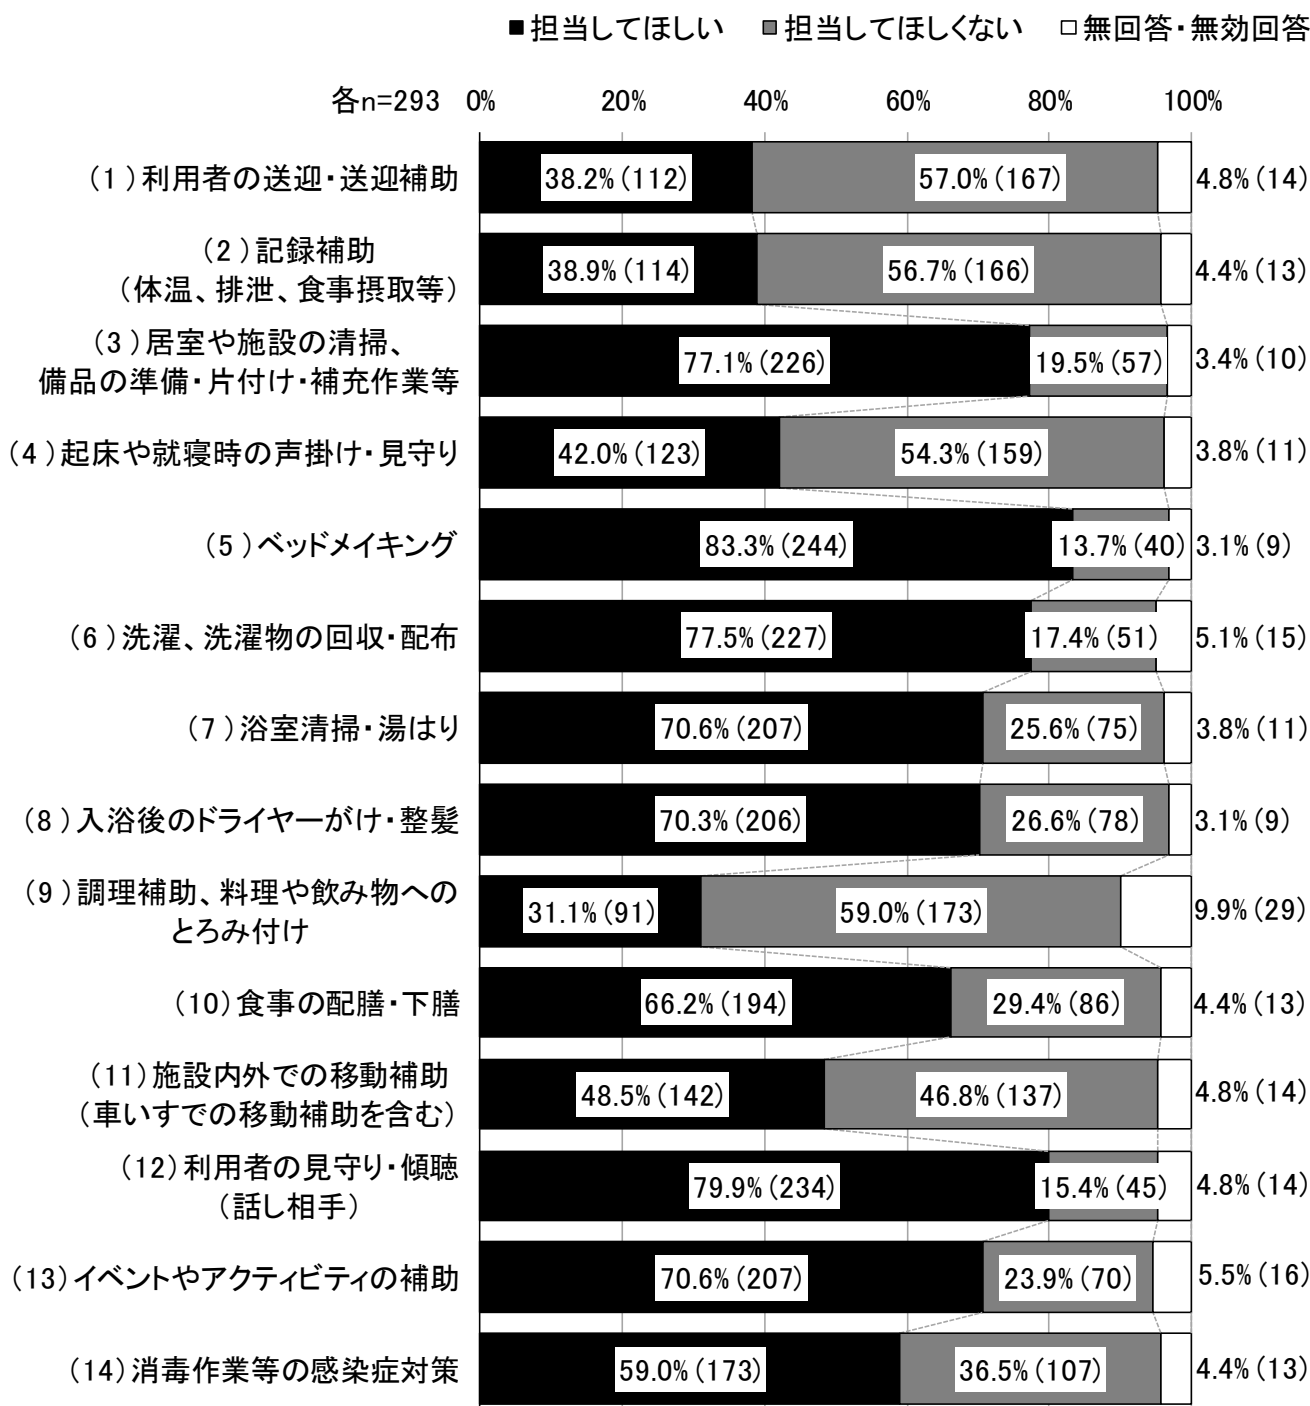 ■担当してほしい ■担当してほしくない □無回答・無効回答
各n=293 0% 20% 40% 60% 80% 100%
(1)利用者の送迎・送迎補助 38.2%(112) 57.0%(167) 4.8%(14)
(2)記録補助
(体温、排泄、食事摂取等) 38.9%(114) 56.7%(166) 4.4%(13)
(3)居室や施設の清掃、
備品の準備・片付け・補充作業等 77.1%(226) 19.5%(57) 3.4%(10)
(4)起床や就寝時の声掛け・見守り 42.0%(123) 54.3%(159) 3.8%(11)
(5)ベッドメイキング 83.3%(244) 13.7%(40) 3.1%(9)
(6)洗濯、洗濯物の回収・配布 77.5%(227) 17.4%(51) 5.1%(15)
(7)浴室清掃・湯はり 70.6%(207) 25.6%(75) 3.8%(11)
(8)入浴後のドライヤーがけ・整髪 70.3%(206) 26.6%(78) 3.1%(9)
(9)調理補助、料理や飲み物への
とろみ付け 31.1%(91) 59.0%(173) 9.9%(29)
(10)食事の配膳・下膳 66.2%(194) 29.4%(86) 4.4%(13)
(11)施設内外での移動補助
(車いすでの移動補助を含む) 48.5%(142) 46.8%(137) 4.8%(14)
(12)利用者の見守り・傾聴
(話し相手) 79.9%(234) 15.4%(45) 4.8%(14)
(13)イベントやアクティビティの補助 70.6%(207) 23.9%(70) 5.5%(16)
(14)消毒作業等の感染症対策 59.0%(173) 36.5%(107) 4.4%(13)